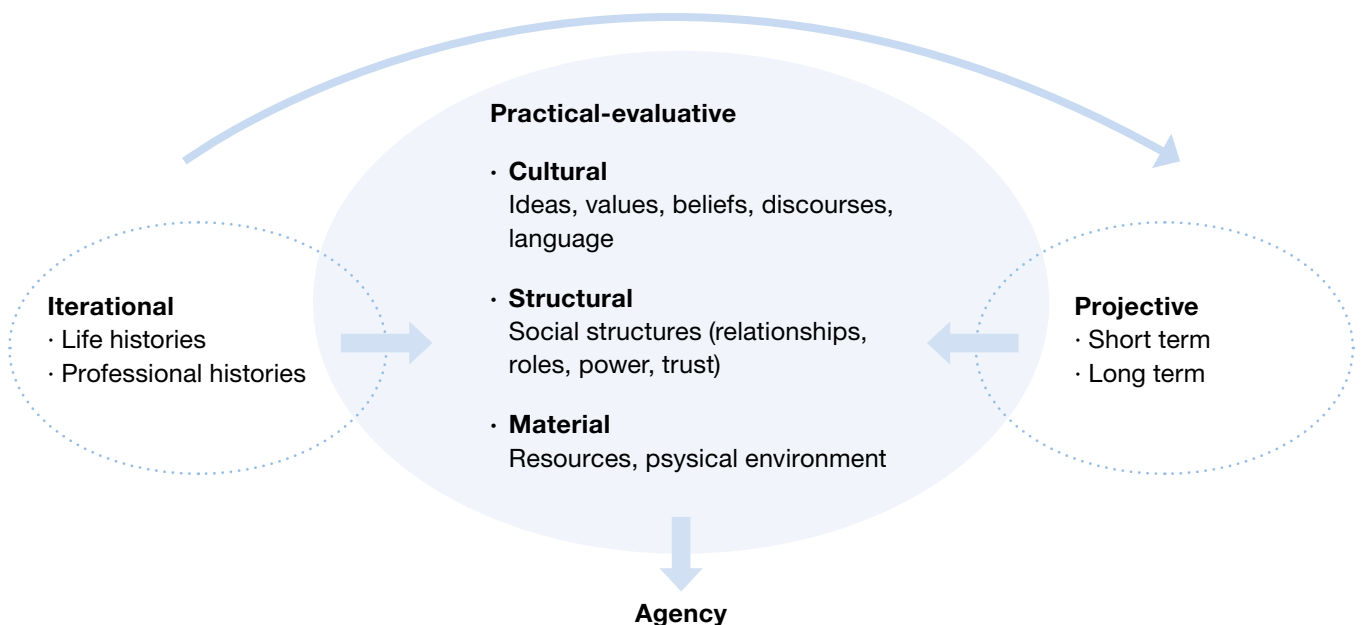 Practical-evaluative
· Cultural
Ideas, values, beliefs, discourses,
language
· Structural
Social structures (relationships,
roles, power, trust)
· Material
Resources, psysical environment
Iterational
· Life histories
· Professional histories
Projective
· Short term
· Long term
Agency